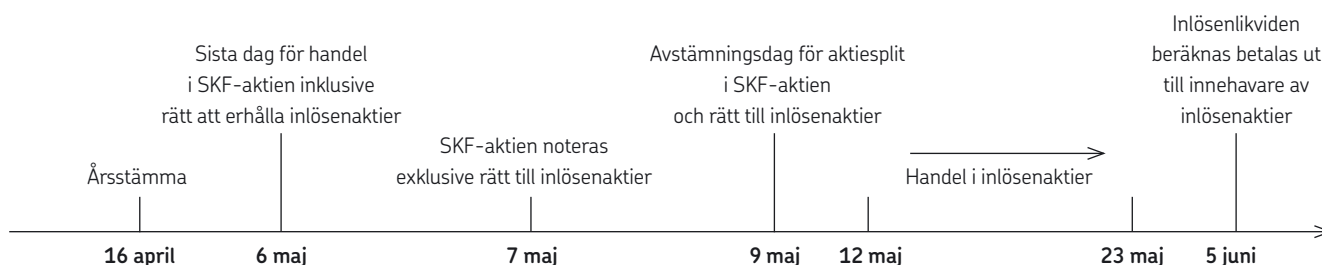 Årsstämma
16 april
Sista dag för handel
i SKF-aktien inklusive
rätt att erhålla inlösenaktier
6 maj
SKF-aktien noteras
exklusive rätt till inlösenaktier
7 maj
Avstämningsdag för aktiesplit
i SKF-aktien
och rätt till inlösenaktier
9 maj
Handel i inlösenaktier
12 maj
23 maj
Inlösenlikviden
beräknas betalas ut
till innehavare av
inlösenaktier
5 juni